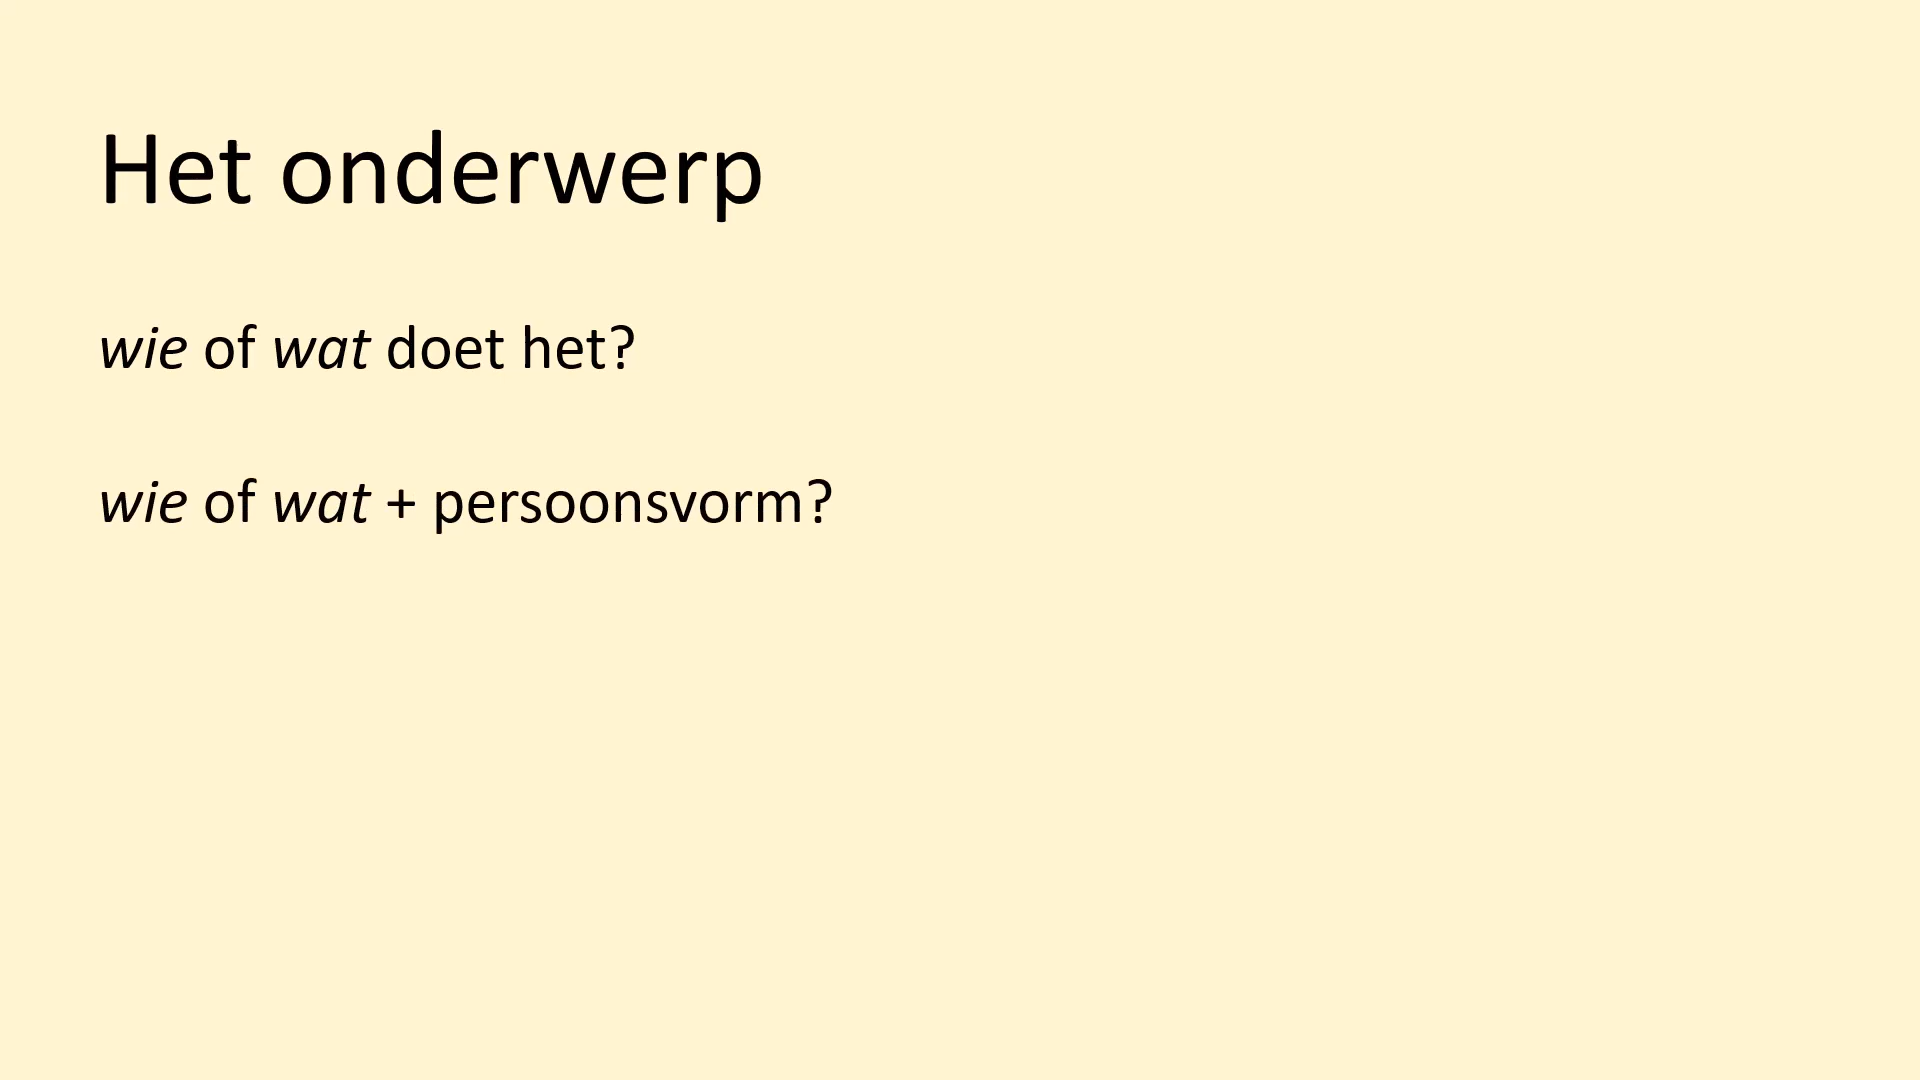 Het onderwerp
wie of wat doet het?
wie of wat + persoonsvorm?